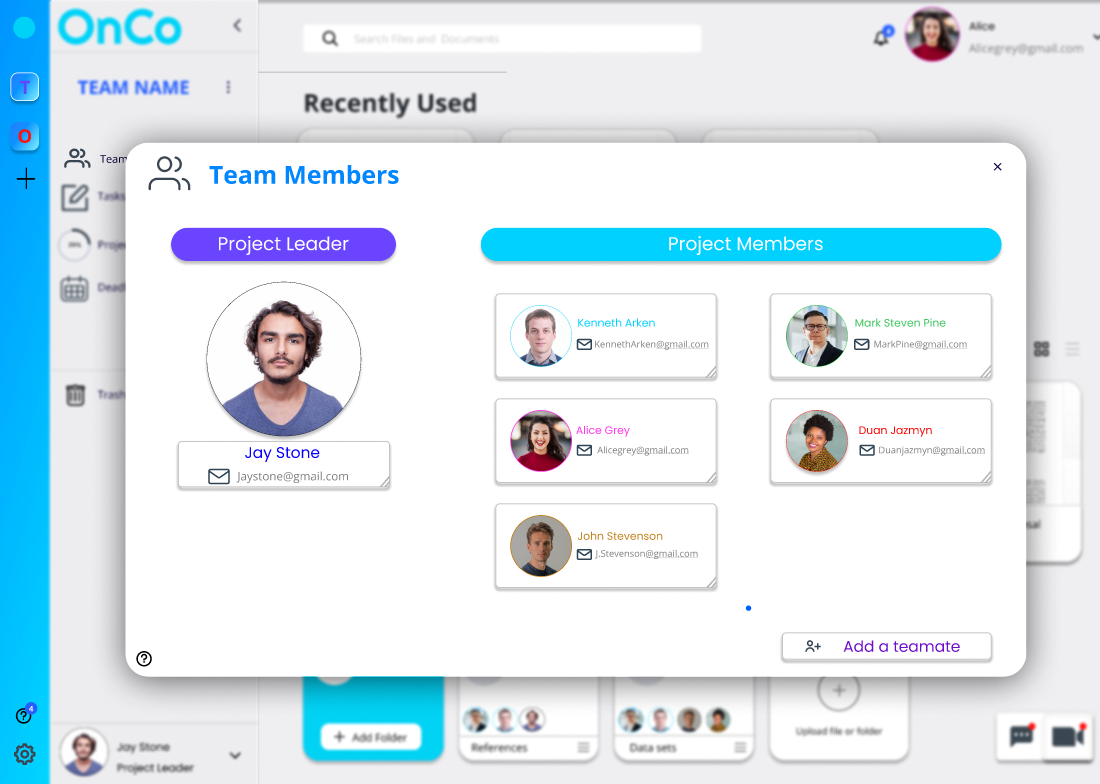 OnCo
Search Files and Documents
2
Alice
Alicegrey@gmail.com
TEAM NAME
T
O
Recently Used
Team
Tasks
Projec
Deadl
Trash
Team Members
×
Project Leader
Project Members
Jay Stone
Jaystone@gmail.com
Kenneth Arken
KennethArken@gmail.com
Mark Steven Pine
MarkPine@gmail.com
Alice Grey
Alicegrey@gmail.com
Duan Jazmyn
Duanjazmyn@gmail.com
John Stevenson
J.Stevenson@gmail.com
Add a teamate
4
Jay Stone
Project Leader
+ Add Folder
References
Data sets
Upload file or folder